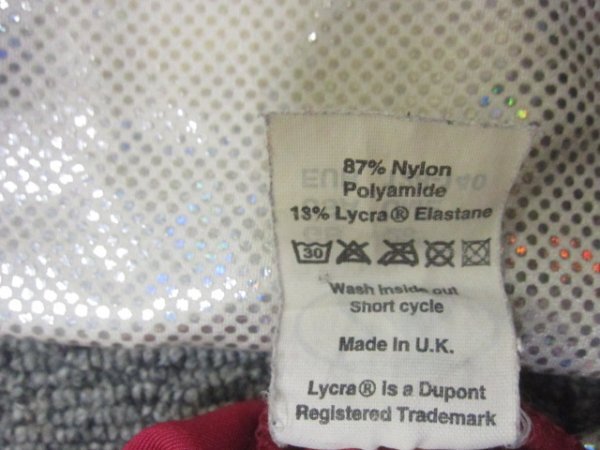 87% Nylon
Polyamide
13% Lycra® Elastane
30
Wash Inside out
Short cycle
Made In U.K.
Lycra® Is a Dupont
Registered Trademark